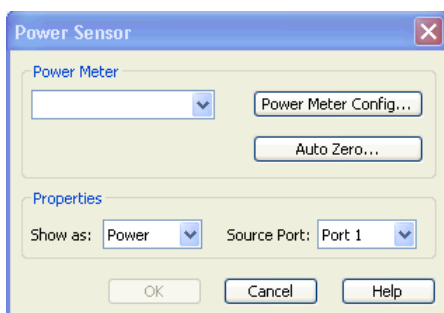 Power Sensor
Power Meter
Power Meter Config...
Auto Zero...
Properties
Show as: Power Source Port: Port 1
OK Cancel Help